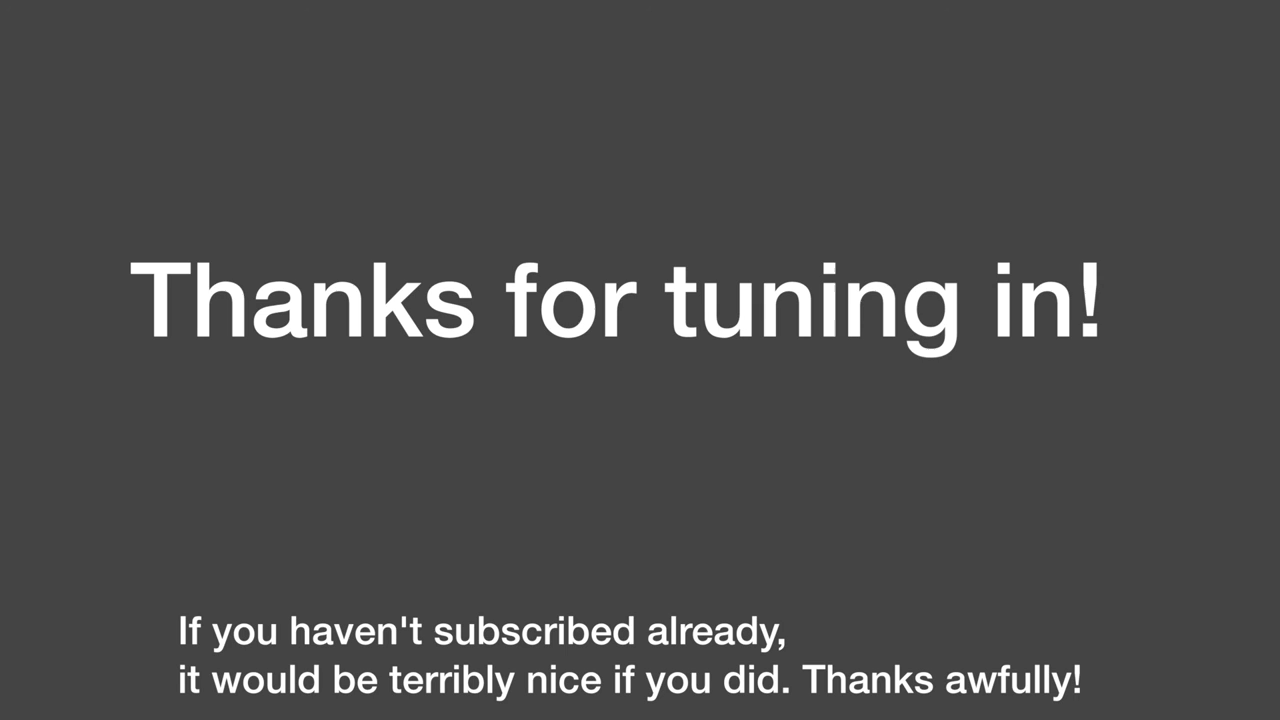 Thanks for tuning in!
If you haven't subscribed already,
it would be terribly nice if you did. Thanks awfully!